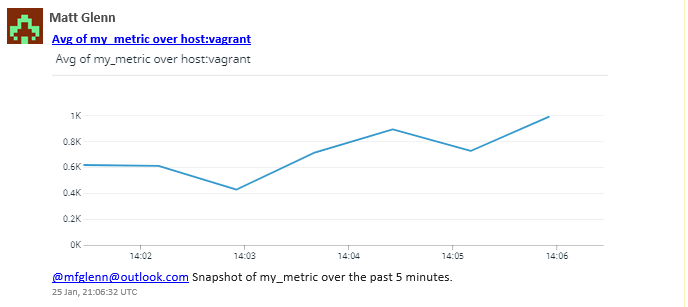 Matt Glenn
Avg of my_metric over host:vagrant
Avg of my_metric over host:vagrant
1K
0.8K
0.6K
0.4K
0.2K
0K
14:02 14:03 14:04 14:05 14:06
@mfglenn@outlook.com Snapshot of my_metric over the past 5 minutes.
25 Jan, 21:06:32 UTC